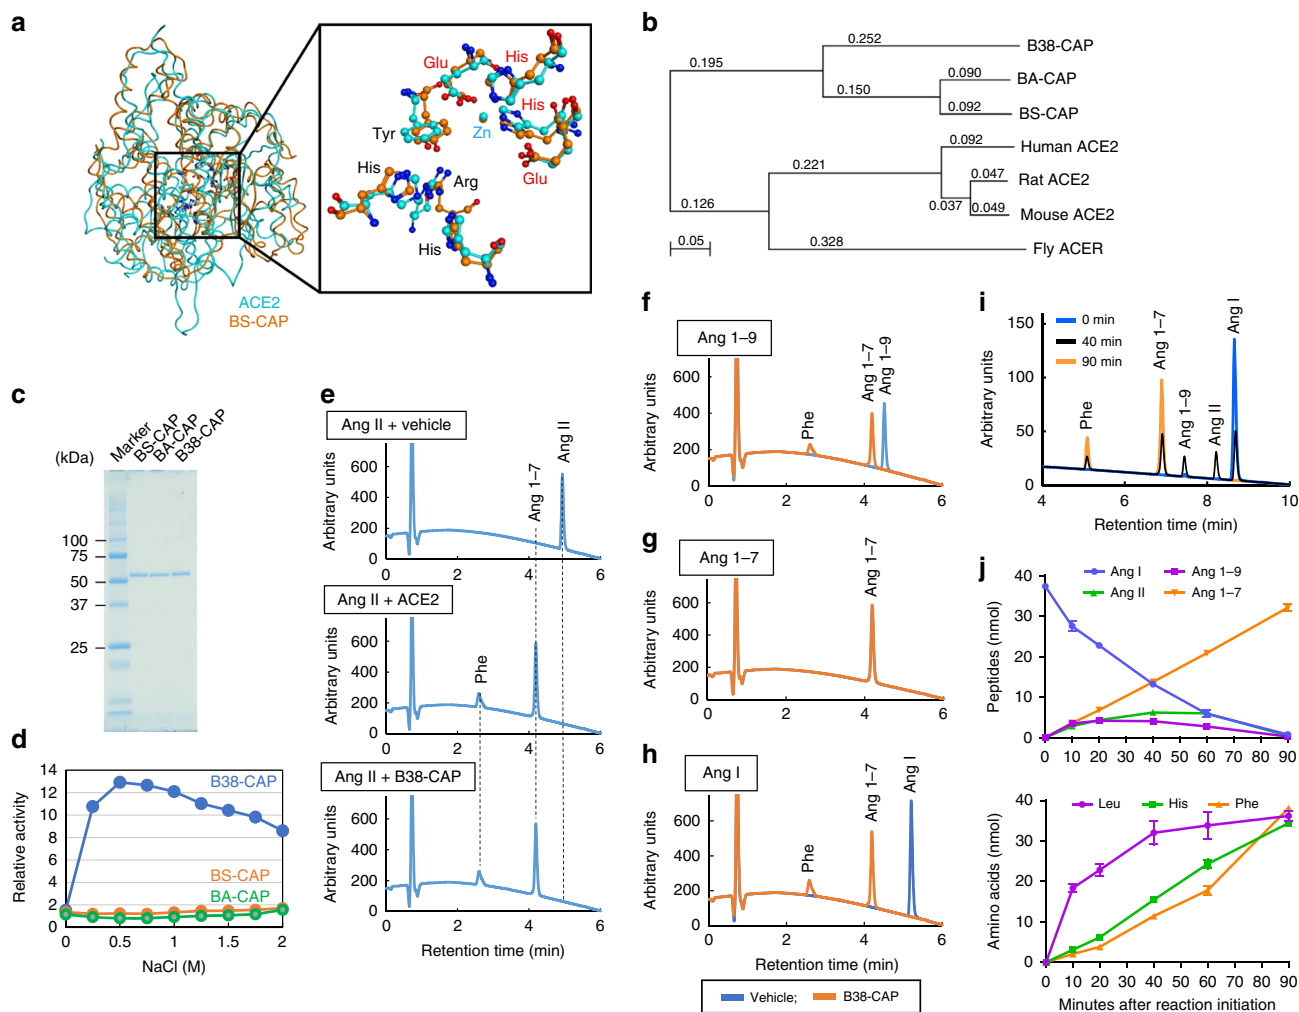 a
Glu
His
His
Tyr
Zn
His
Arg
Glu
His
ACE2
BS-CAP
b
0.252
B38-CAP
0.195
0.090
BA-CAP
0.150
0.092
BS-CAP
0.092
Human ACE2
0.221
0.047
Rat ACE2
0.037
0.049
Mouse ACE2
0.126
0.328
Fly ACER
0.05
c
(kDa)
Marker
BS-CAP
BA-CAP
B38-CAP
100
75
50
37
25
d
Relative activity
14
12
10
8
6
4
2
0
B38-CAP
BS-CAP
BA-CAP
0 0.5 1 1.5 2
NaCl (M)
e
Ang II + vehicle
Ang 1–7
Ang II
Arbitrary units
600
400
200
0
0 2 4 6
Ang II + ACE2
Phe
Arbitrary units
600
400
200
0
0 2 4 6
Ang II + B38-CAP
Arbitrary units
600
400
200
0
0 2 4 6
Retention time (min)
f
Ang 1–9
Phe
Ang 1–7
Ang 1–9
Arbitrary units
600
400
200
0
0 2 4 6
g
Ang 1–7
Ang 1–7
Arbitrary units
600
400
200
0
0 2 4 6
h
Ang I
Phe
Ang 1–7
Ang I
Arbitrary units
600
400
200
0
0 2 4 6
Retention time (min)
Vehicle; B38-CAP
i
0 min
40 min
90 min
Phe
Ang 1–7
Ang 1–9
Ang II
Ang I
Arbitrary units
150
100
50
0
4 6 8 10
Retention time (min)
j
Ang I Ang 1–9
Ang II Ang 1–7
Peptides (nmol)
40
30
20
10
0
0 10 20 30 40 50 60 70 80 90
Leu His Phe
Amino acids (nmol)
40
30
20
10
0
0 10 20 30 40 50 60 70 80 90
Minutes after reaction initiation